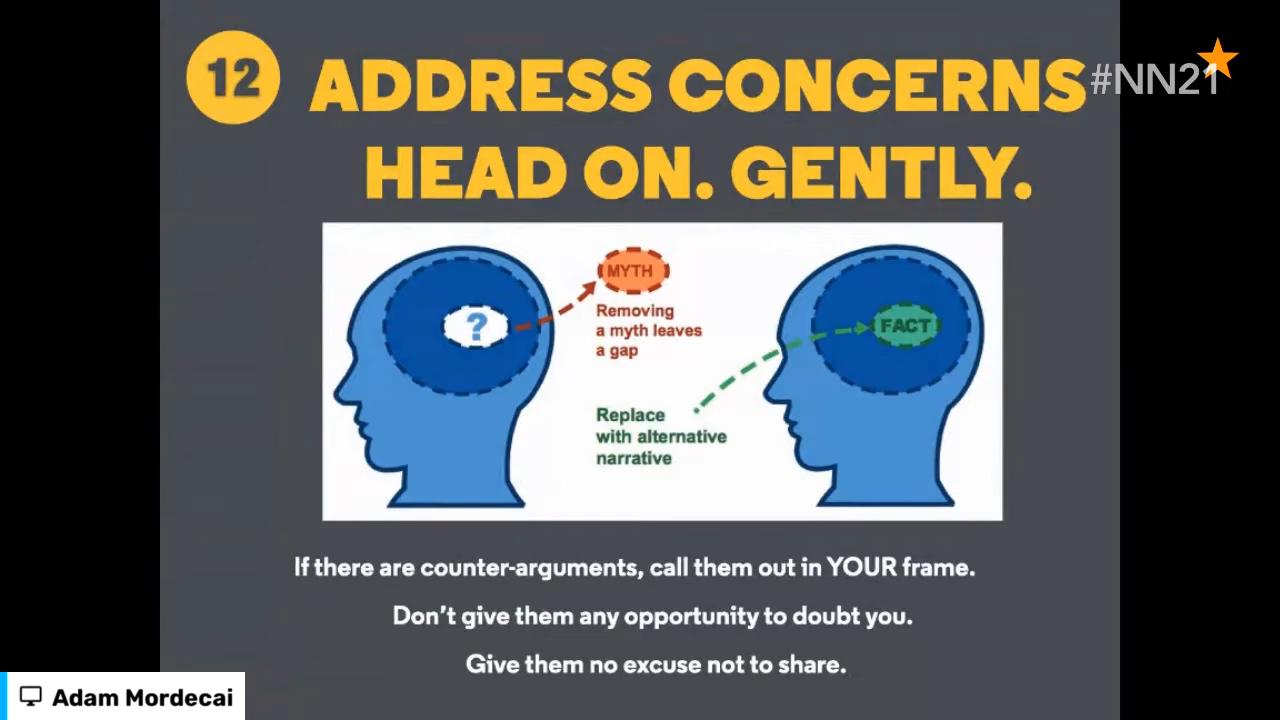 12
ADDRESS CONCERNS
HEAD ON. GENTLY.
#NN21
?
MYTH
Removing
a myth leaves
a gap
FACT
Replace
with alternative
narrative
If there are counter-arguments, call them out in YOUR frame.
Don’t give them any opportunity to doubt you.
Give them no excuse not to share.
Adam Mordecai